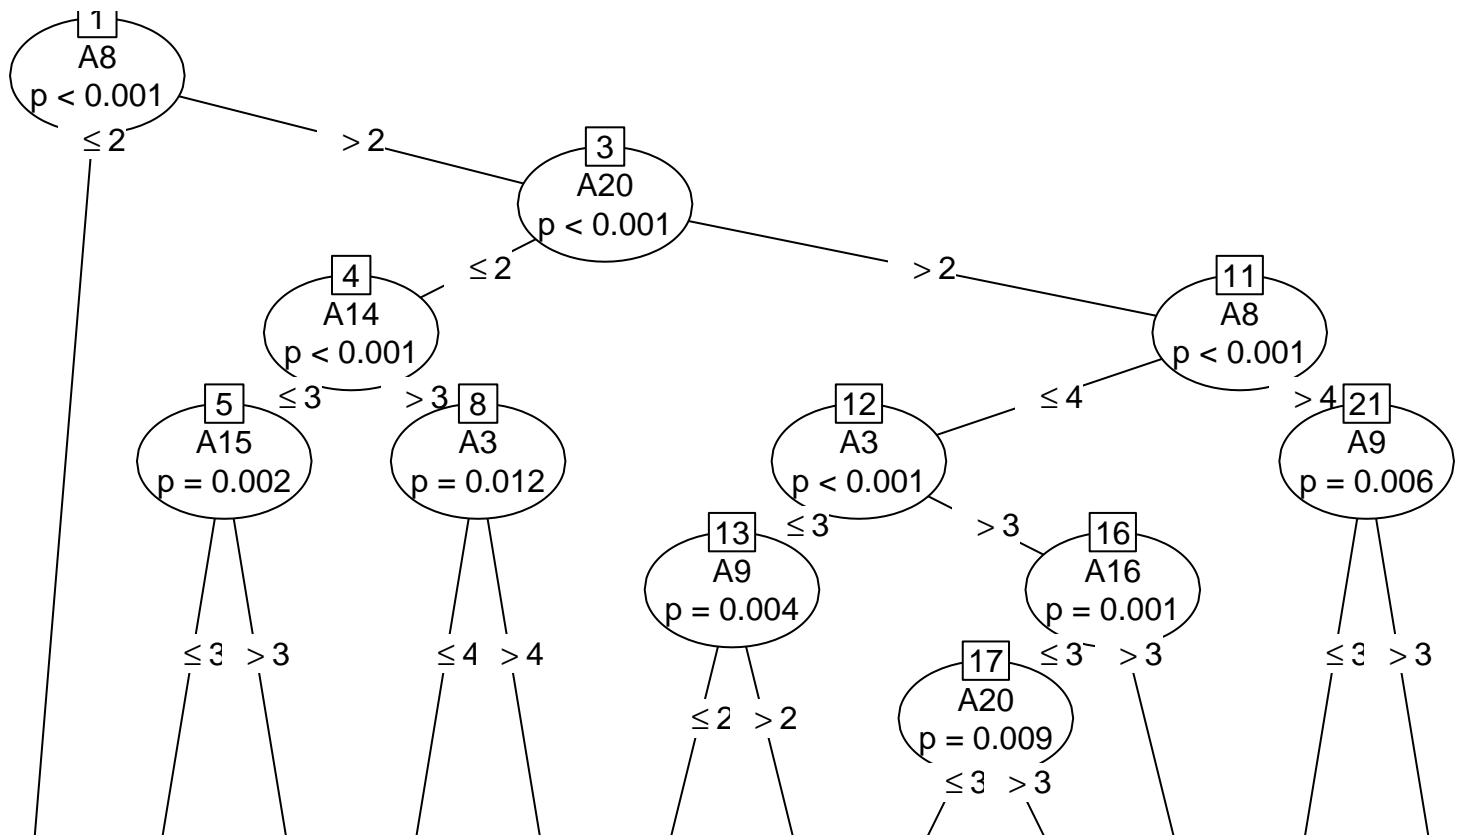 1
A8
p < 0.001
≤ 2
> 2
3
A20
p < 0.001
≤ 2
> 2
4
A14
p < 0.001
11
A8
p < 0.001
≤ 3
> 3
≤ 4
> 4
5
A15
p = 0.002
8
A3
p = 0.012
12
A3
p < 0.001
21
A9
p = 0.006
≤ 3
> 3
13
A9
p = 0.004
16
A16
p = 0.001
≤ 3
> 3
≤ 4
> 4
≤ 3
> 3
≤ 3
> 3
17
A20
p = 0.009
≤ 2
> 2
≤ 3
> 3